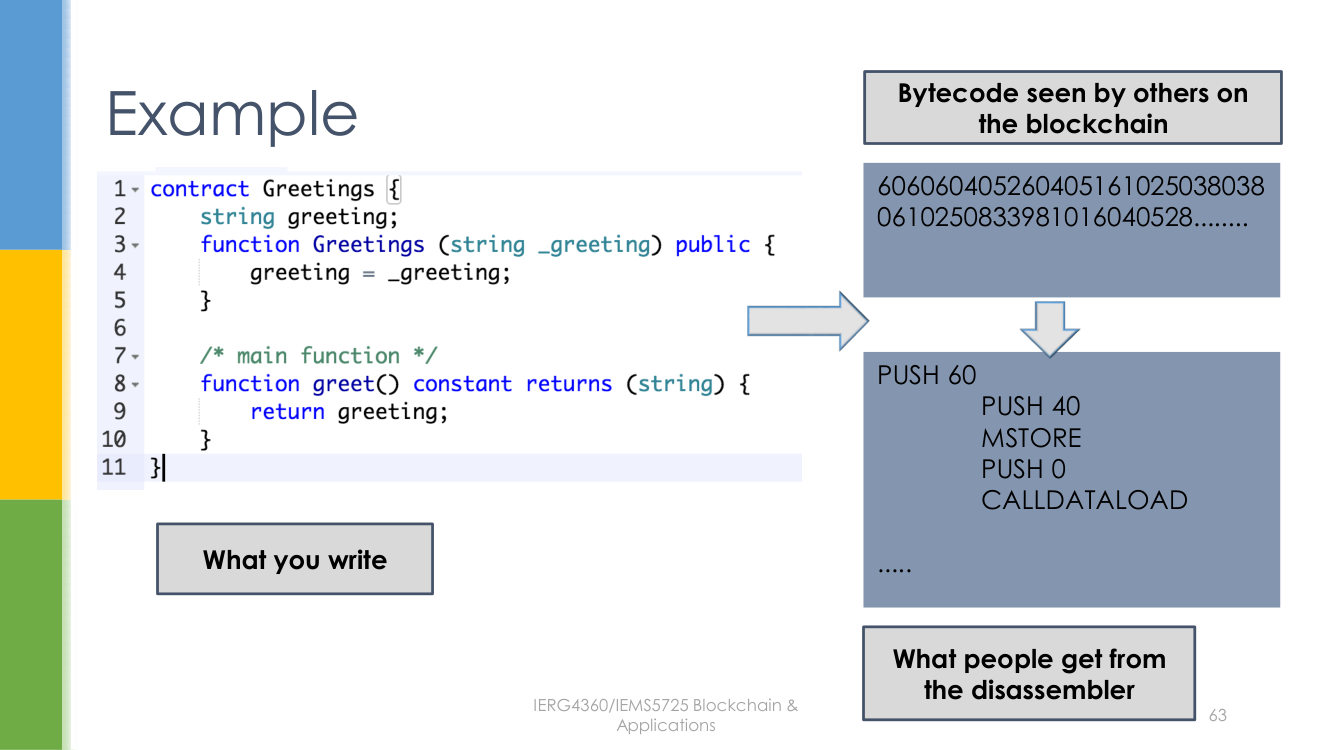 Example
1 contract Greetings {
2 string greeting;
3 function Greetings (string _greeting) public {
4 greeting = _greeting;
5 }
6
7 /* main function */
8 function greet() constant returns (string) {
9 return greeting;
10 }
11 }
What you write
Bytecode seen by others on
the blockchain
606060405260405161025038038
0610250833981016040528........
PUSH 60
PUSH 40
MSTORE
PUSH 0
CALLDATALOAD
.....
What people get from
the disassembler
IERG4360/IEMS5725 Blockchain &
Applications
63